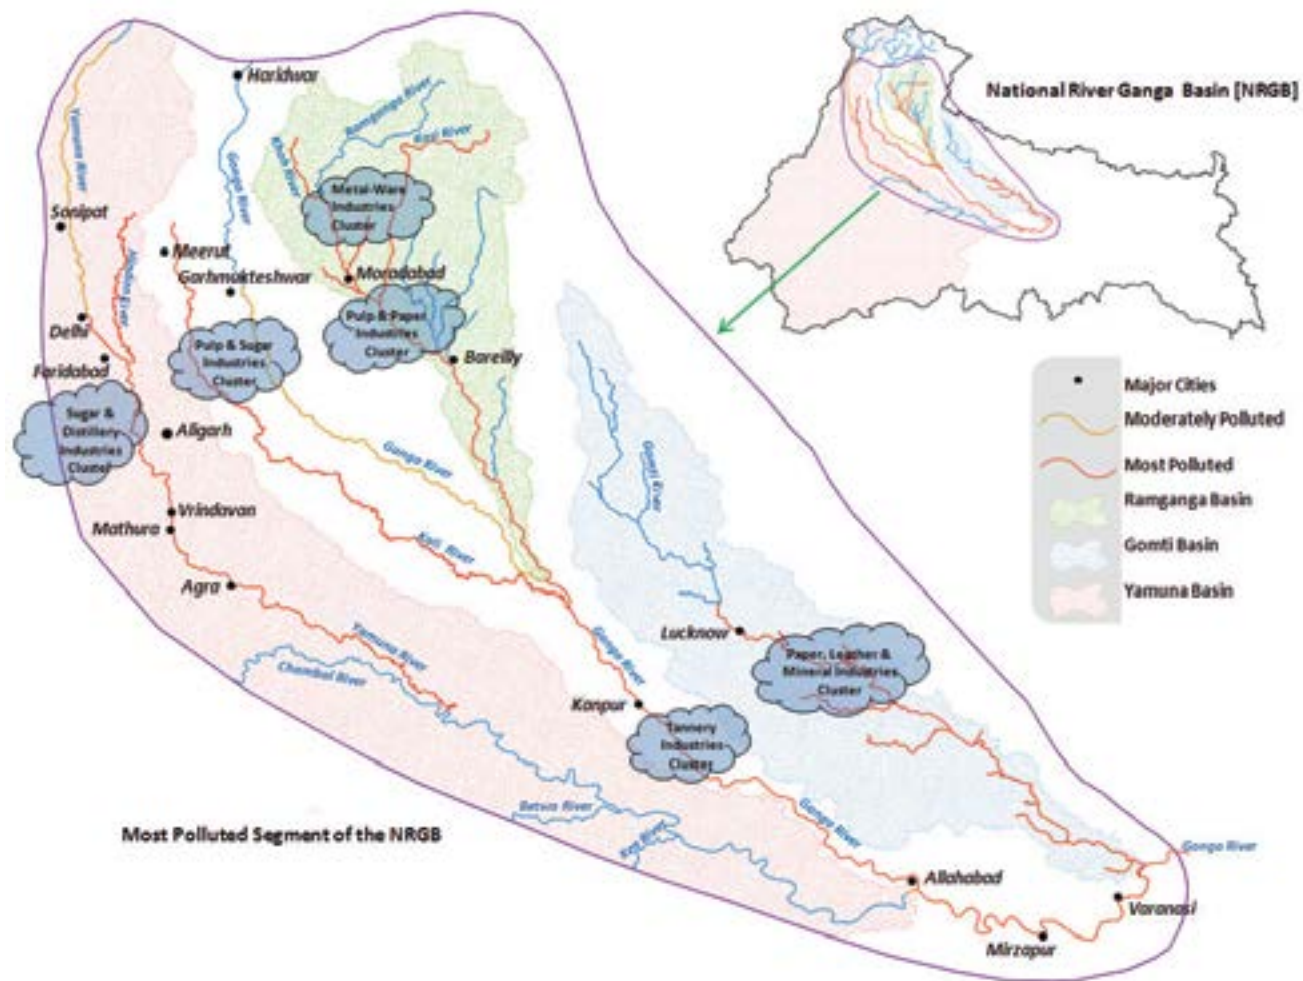 National River Ganga Basin [NRGB]
Haridwar
Yamuna River
Ganga River
Ramganga River
Kosi River
Khoh River
Metal-Ware
Industries
Cluster
Sonipat
Meerut
Garhmukteshwar
Moradabad
Hindon River
Delhi
Faridabad
Pulp & Sugar
Industries
Cluster
Pulp & Paper
Industries
Cluster
Bareilly
Sugar &
Distillery
Industries
Cluster
Aligarh
Ganga River
Gomti River
Vrindavan
Mathura
Kali River
Agra
Yamuna River
Chambal River
Lucknow
Ganga River
Paper, Leather &
Mineral Industries
Cluster
Kanpur
Tannery
Industries
Cluster
Betwa River
Ken River
Ganga River
Ganga River
Allahabad
Varanasi
Mirzapur
Most Polluted Segment of the NRGB
Major Cities
Moderately Polluted
Most Polluted
Ramganga Basin
Gomti Basin
Yamuna Basin